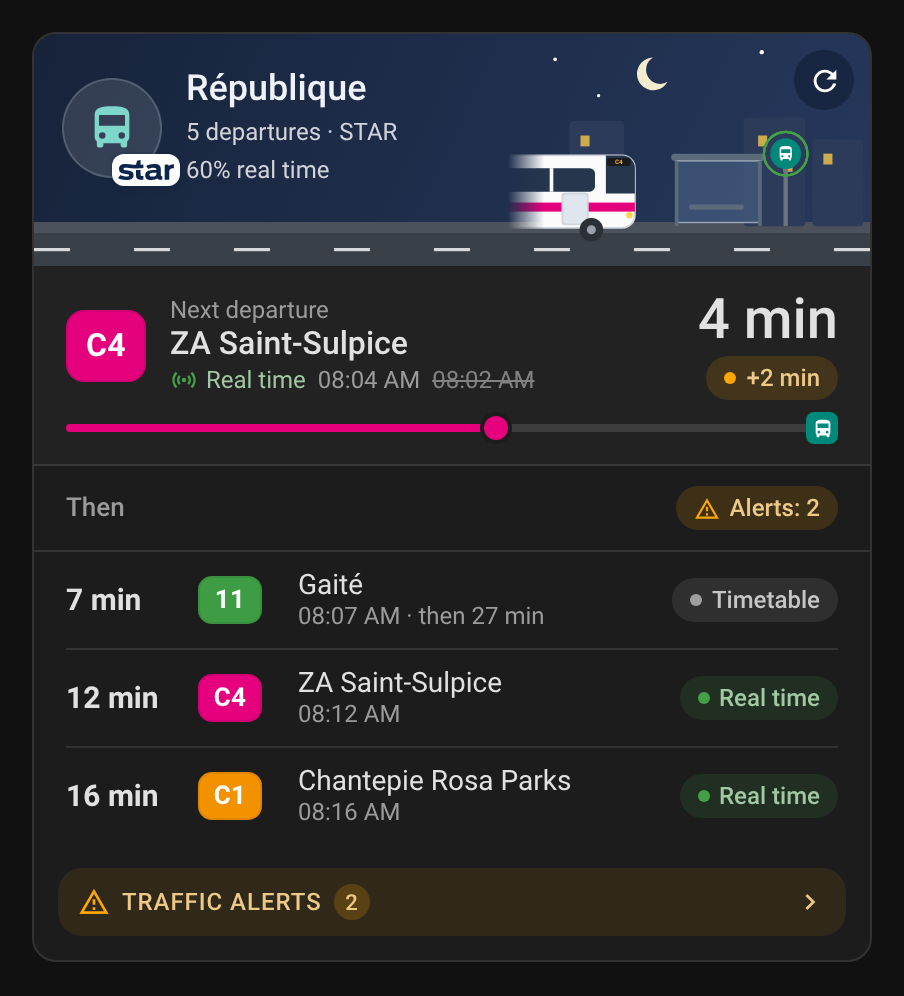 République
5 departures · STAR
star
60% real time
C4
C4
Next departure
ZA Saint-Sulpice
Real time 08:04 AM 08:02 AM
4 min
+2 min
Then
Alerts: 2
7 min
11
Gaité
08:07 AM · then 27 min
Timetable
12 min
C4
ZA Saint-Sulpice
08:12 AM
Real time
16 min
C1
Chantepie Rosa Parks
08:16 AM
Real time
TRAFFIC ALERTS 2